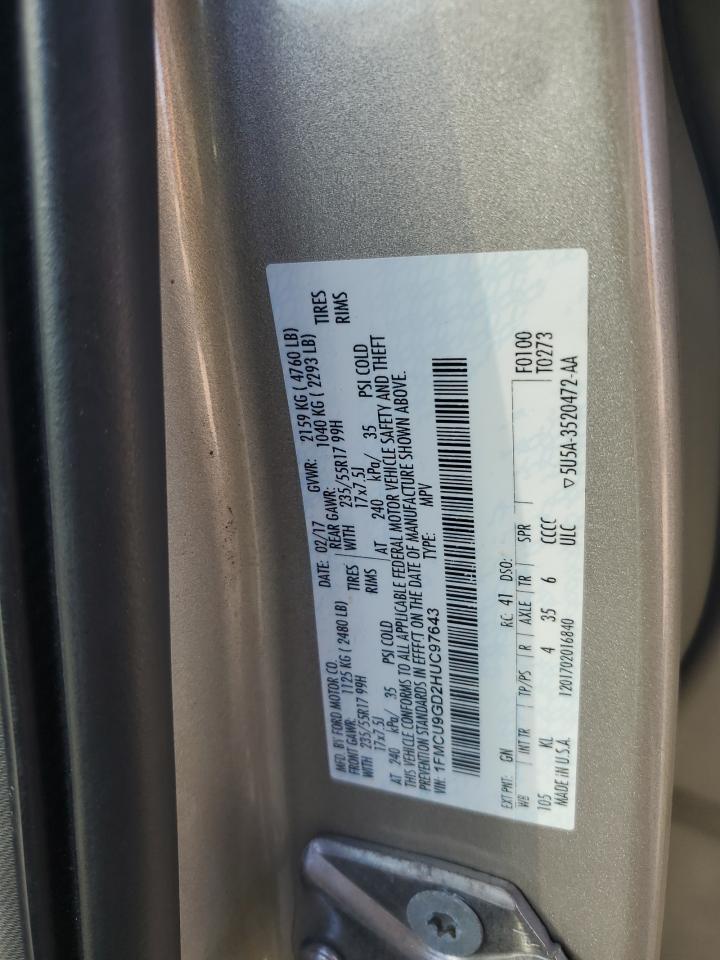 MFD. BY FORD MOTOR CO. DATE: 02/17 GVWR: 2159 KG ( 4760 LB)
FRONT GAWR: 1125 KG ( 2480 LB) REAR GAWR: 1040 KG ( 2293 LB)
WITH 235/55R17 99H TIRES WITH 235/55R17 99H TIRES
17x7.5J RIMS 17x7.5J RIMS
AT 240 kPa/ 35 PSI COLD AT 240 kPa/ 35 PSI COLD
THIS VEHICLE CONFORMS TO ALL APPLICABLE FEDERAL MOTOR VEHICLE SAFETY AND THEFT
PREVENTION STANDARDS IN EFFECT ON THE DATE OF MANUFACTURE SHOWN ABOVE.
VIN: 1FMCU9GD2HUC97643 TYPE: MPV
EXT PNT: GN RC: 41 DSO: F0100
WB INT TR TP/PS R AXLE TR SPR T0273
105 KL 4 35 6 CCCC
MADE IN U.S.A. 1201702016840 ULC ▽5U5A-3520472-AA